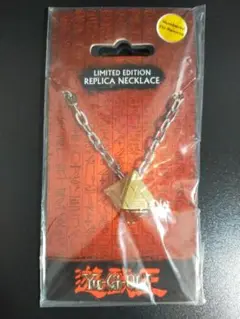 LIMITED EDITION
REPLICA NECKLACE
遊戯王
YU-GI-OH!